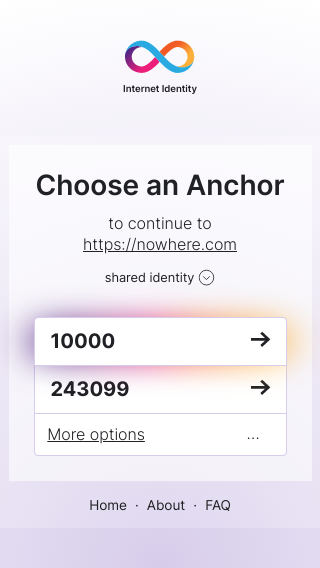 Internet Identity
Choose an Anchor
to continue to
https://nowhere.com
shared identity
10000
243099
More options ...
Home · About · FAQ